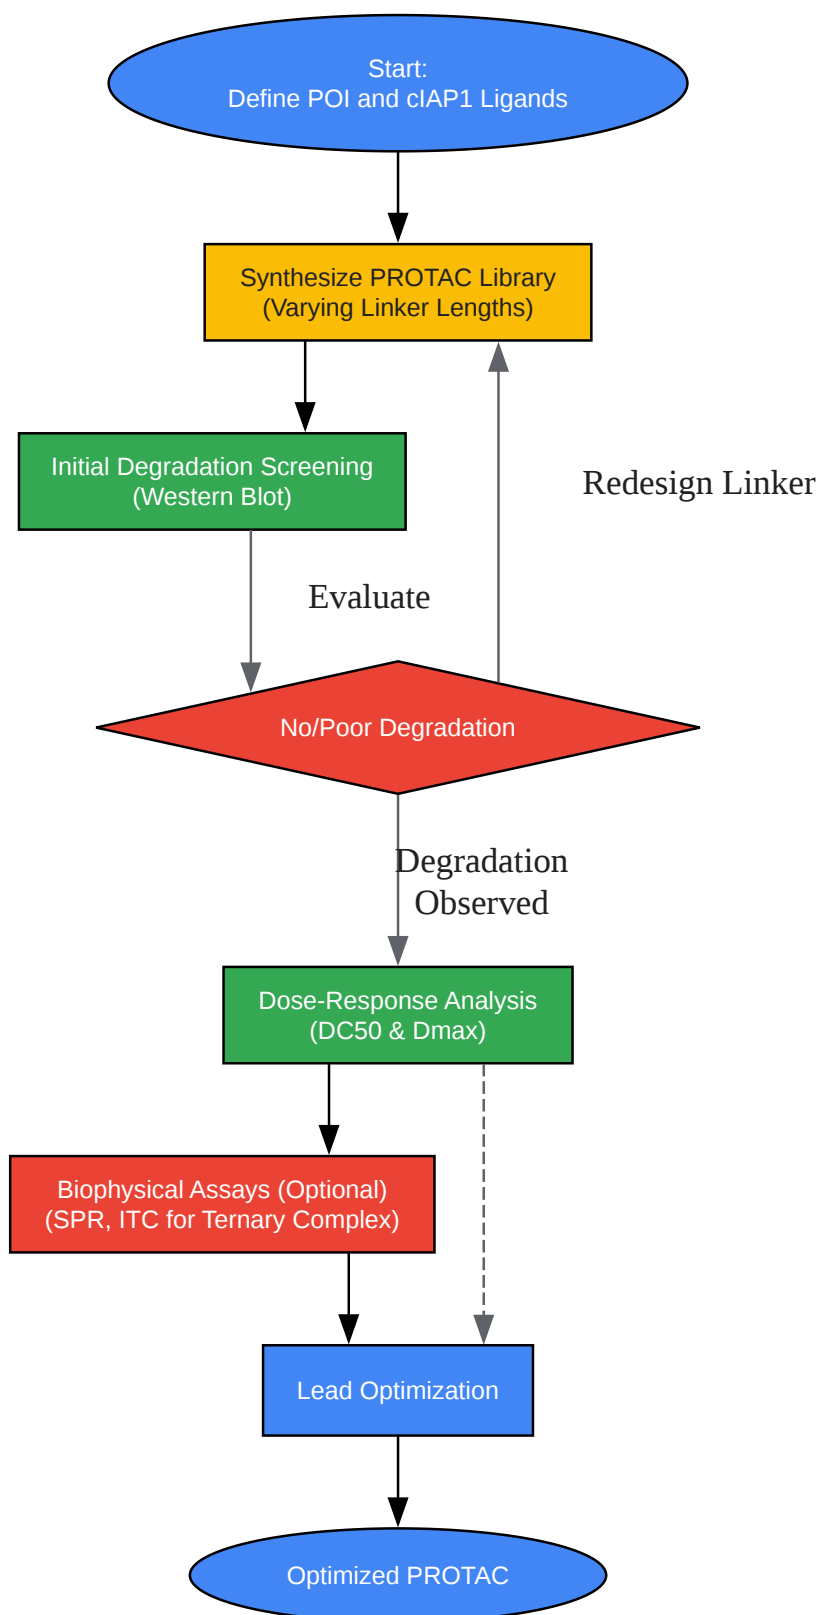 Start:
Define POI and cIAP1 Ligands
Synthesize PROTAC Library
(Varying Linker Lengths)
Initial Degradation Screening
(Western Blot)
Redesign Linker
Evaluate
No/Poor Degradation
Degradation
Observed
Dose-Response Analysis
(DC50 & Dmax)
Biophysical Assays (Optional)
(SPR, ITC for Ternary Complex)
Lead Optimization
Optimized PROTAC